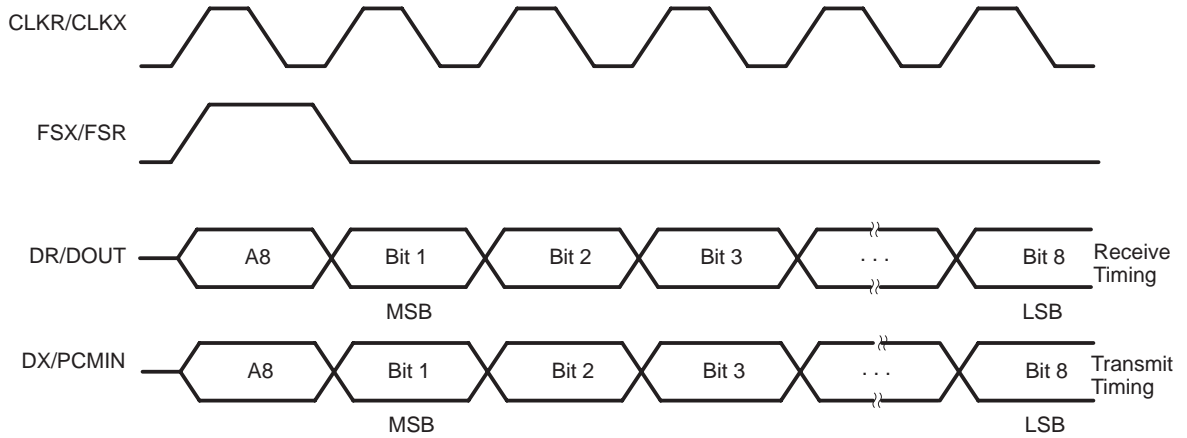 CLKR/CLKX
FSX/FSR
DR/DOUT A8 Bit 1 Bit 2 Bit 3 . . . Bit 8 Receive
Timing
MSB LSB
DX/PCMIN A8 Bit 1 Bit 2 Bit 3 . . . Bit 8 Transmit
Timing
MSB LSB